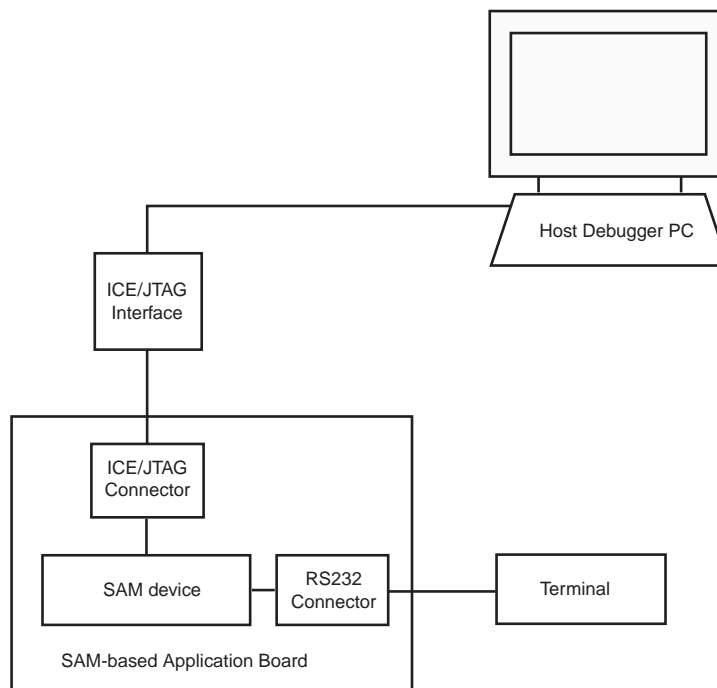 Host Debugger PC
ICE/JTAG
Interface
ICE/JTAG
Connector
SAM device
RS232
Connector
Terminal
SAM-based Application Board